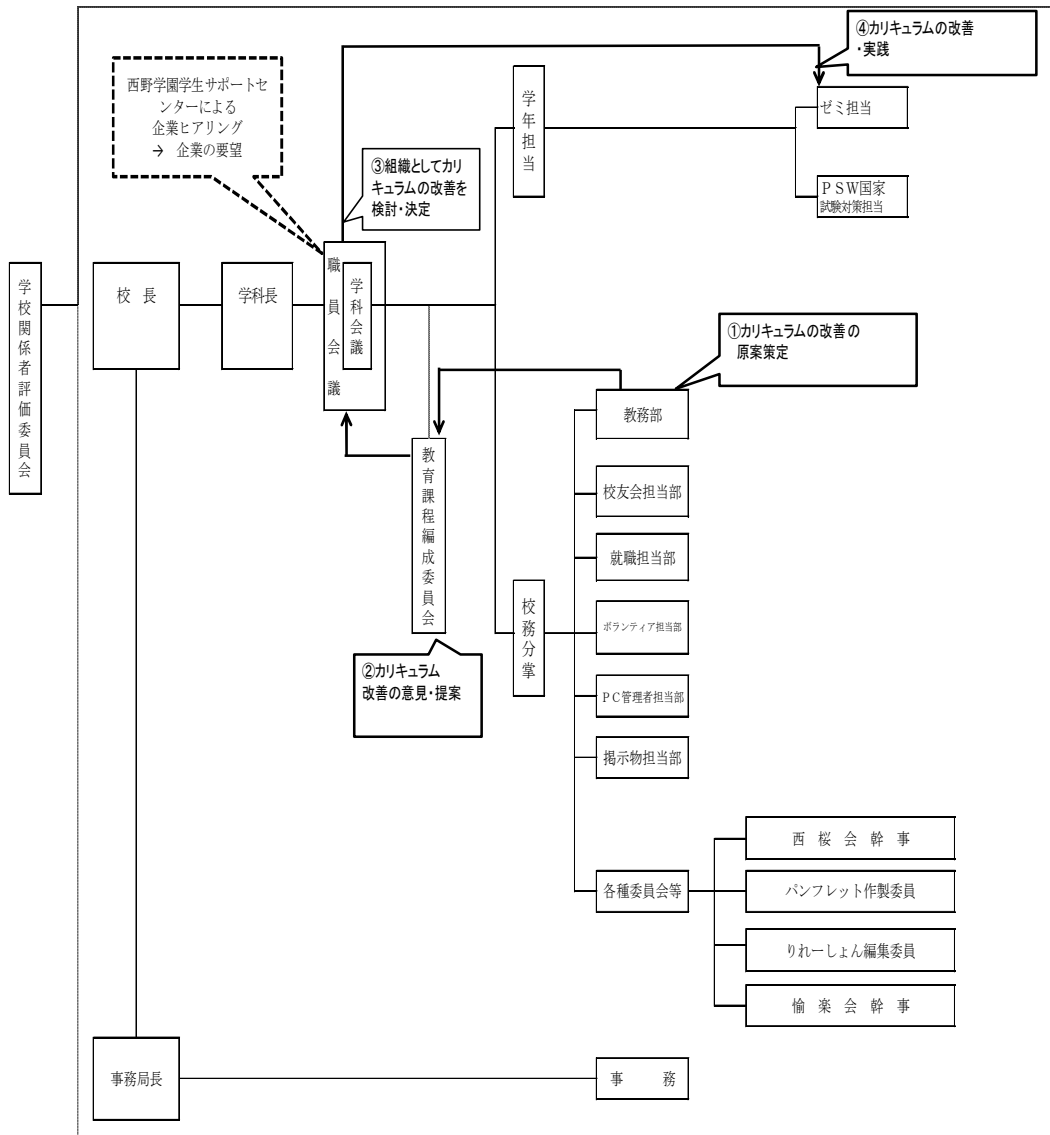 ④カリキュラムの改善
・実践
西野学園学生サポートセ
ンターによる
企業ヒアリング
→ 企業の要望
学年担当
ゼミ担当
③組織としてカリ
キュラムの改善を
検討・決定
PSW国家
試験対策担当
学校関係者評価委員会
校 長
学科長
職員会議
学科会議
①カリキュラムの改善の
原案策定
教務部
教育課程編成委員会
校友会担当部
就職担当部
校務分掌
ボランティア担当部
②カリキュラム
改善の意見・提案
PC管理者担当部
掲示物担当部
西 桜 会 幹 事
各種委員会等
パンフレット作製委員
りれーしょん編集委員
愉 楽 会 幹 事
事務局長
事 務